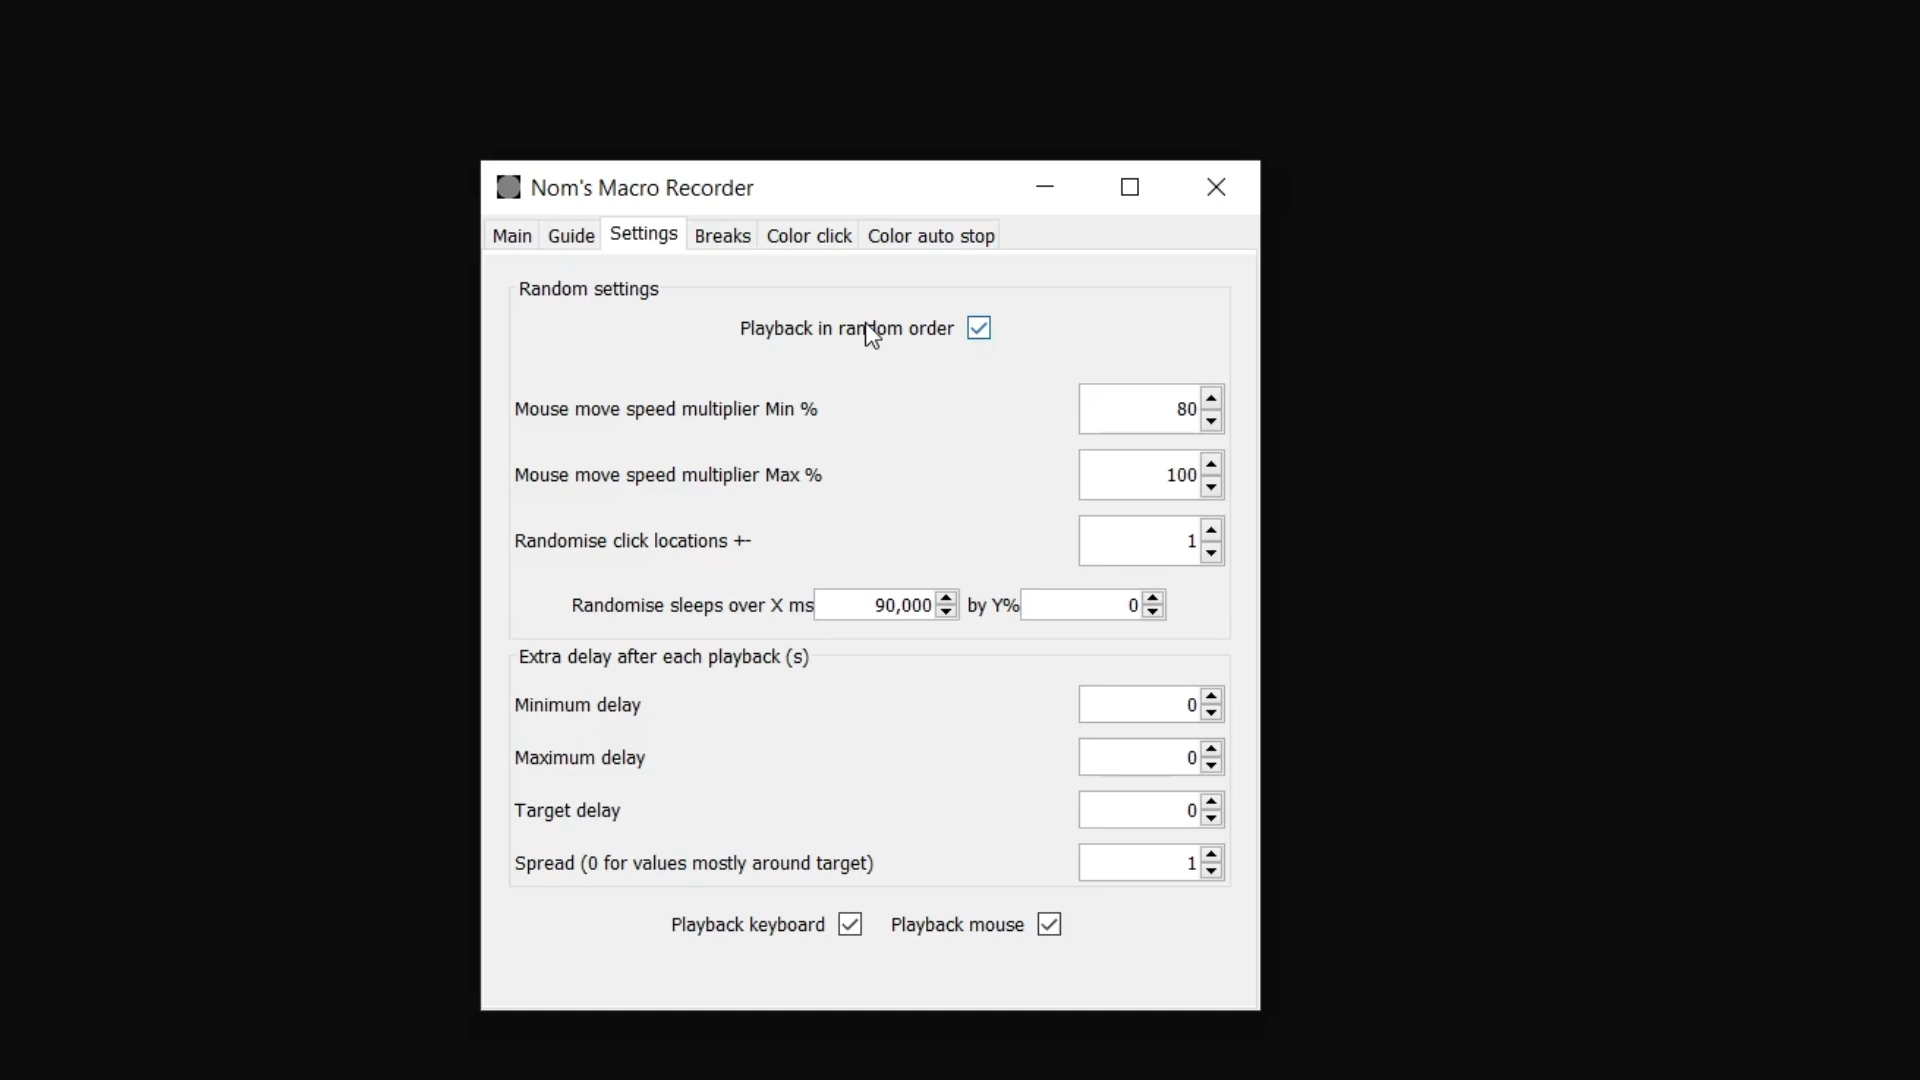 Nom's Macro Recorder
Main Guide Settings Breaks Color click Color auto stop
Random settings
Playback in random order
Mouse move speed multiplier Min % 80
Mouse move speed multiplier Max % 100
Randomise click locations +- 1
Randomise sleeps over X ms 90,000 by Y% 0
Extra delay after each playback (s)
Minimum delay 0
Maximum delay 0
Target delay 0
Spread (0 for values mostly around target) 1
Playback keyboard Playback mouse